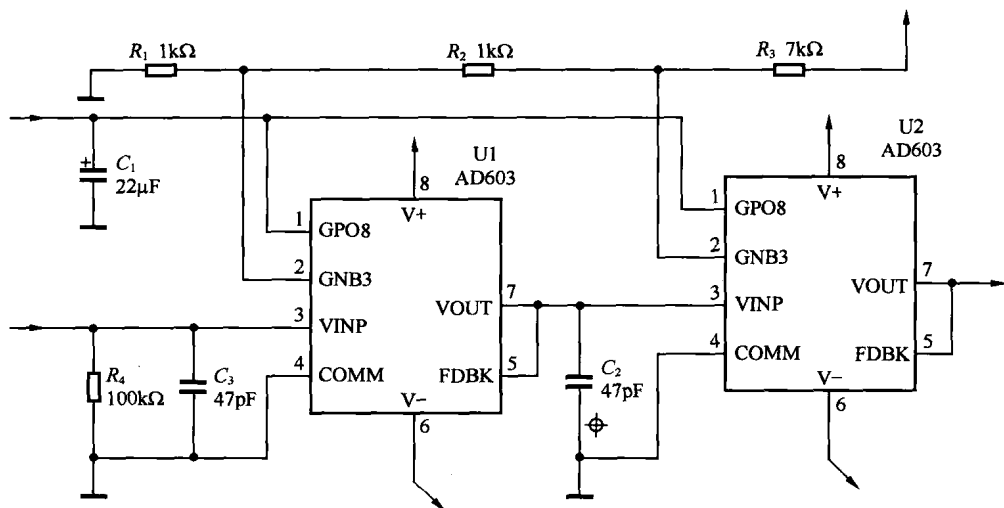 R₁ 1kΩ
R₂ 1kΩ
R₃ 7kΩ
C₁
22μF
+
U1
AD603
8
V+
1
GPO8
2
GNB3
3
VINP
4
COMM
VOUT
7
FDBK
5
V−
6
R₄
100kΩ
C₃
47pF
C₂
47pF
U2
AD603
8
V+
1
GPO8
2
GNB3
3
VINP
4
COMM
VOUT
7
FDBK
5
V−
6